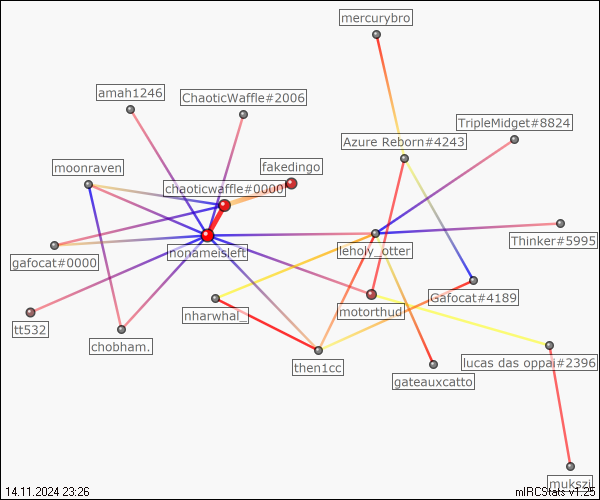 mercurybro
amah1246
ChaoticWaffle#2006
TripleMidget#8824
Azure Reborn#4243
moonraven
fakedingo
chaoticwaffle#0000
Thinker#5995
nonameisleft
leholy_otter
gafocat#0000
Gafocat#4189
motorthud
nharwhal_
tt532
chobham.
then1cc
lucas das oppai#2396
gateauxcatto
mukszi
14.11.2024 23:26
mIRCStats v1.25